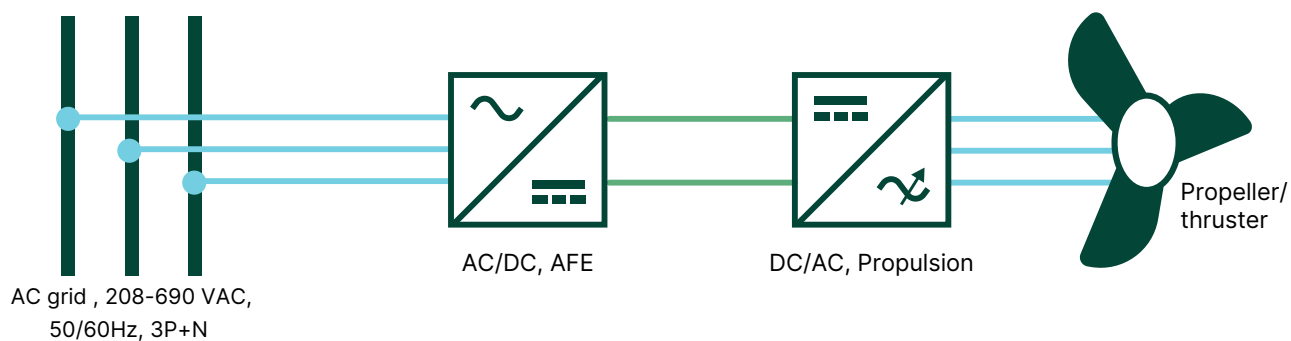 AC grid , 208-690 VAC,
50/60Hz, 3P+N
AC/DC, AFE
DC/AC, Propulsion
Propeller/
thruster